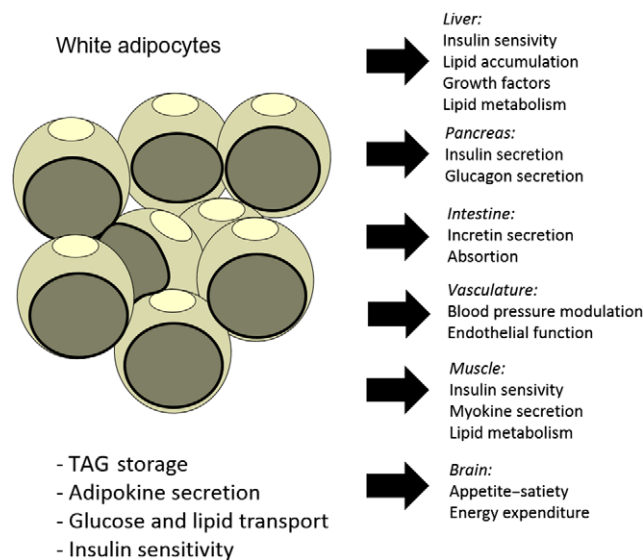 White adipocytes
- TAG storage
- Adipokine secretion
- Glucose and lipid transport
- Insulin sensitivity
Liver:
Insulin sensivity
Lipid accumulation
Growth factors
Lipid metabolism
Pancreas:
Insulin secretion
Glucagon secretion
Intestine:
Incretin secretion
Absortion
Vasculature:
Blood pressure modulation
Endothelial function
Muscle:
Insulin sensivity
Myokine secretion
Lipid metabolism
Brain:
Appetite–satiety
Energy expenditure